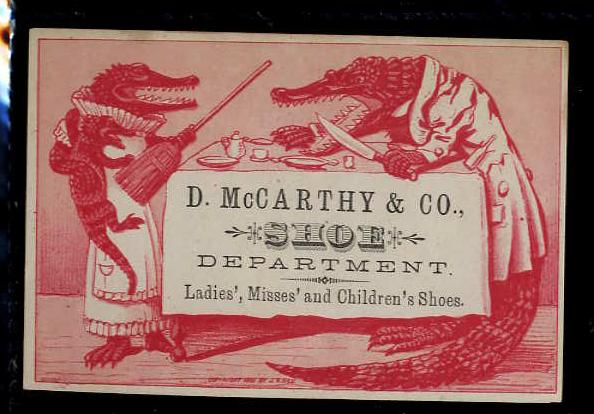 D. McCARTHY & CO.,
SHOE
DEPARTMENT.
Ladies', Misses' and Children's Shoes.